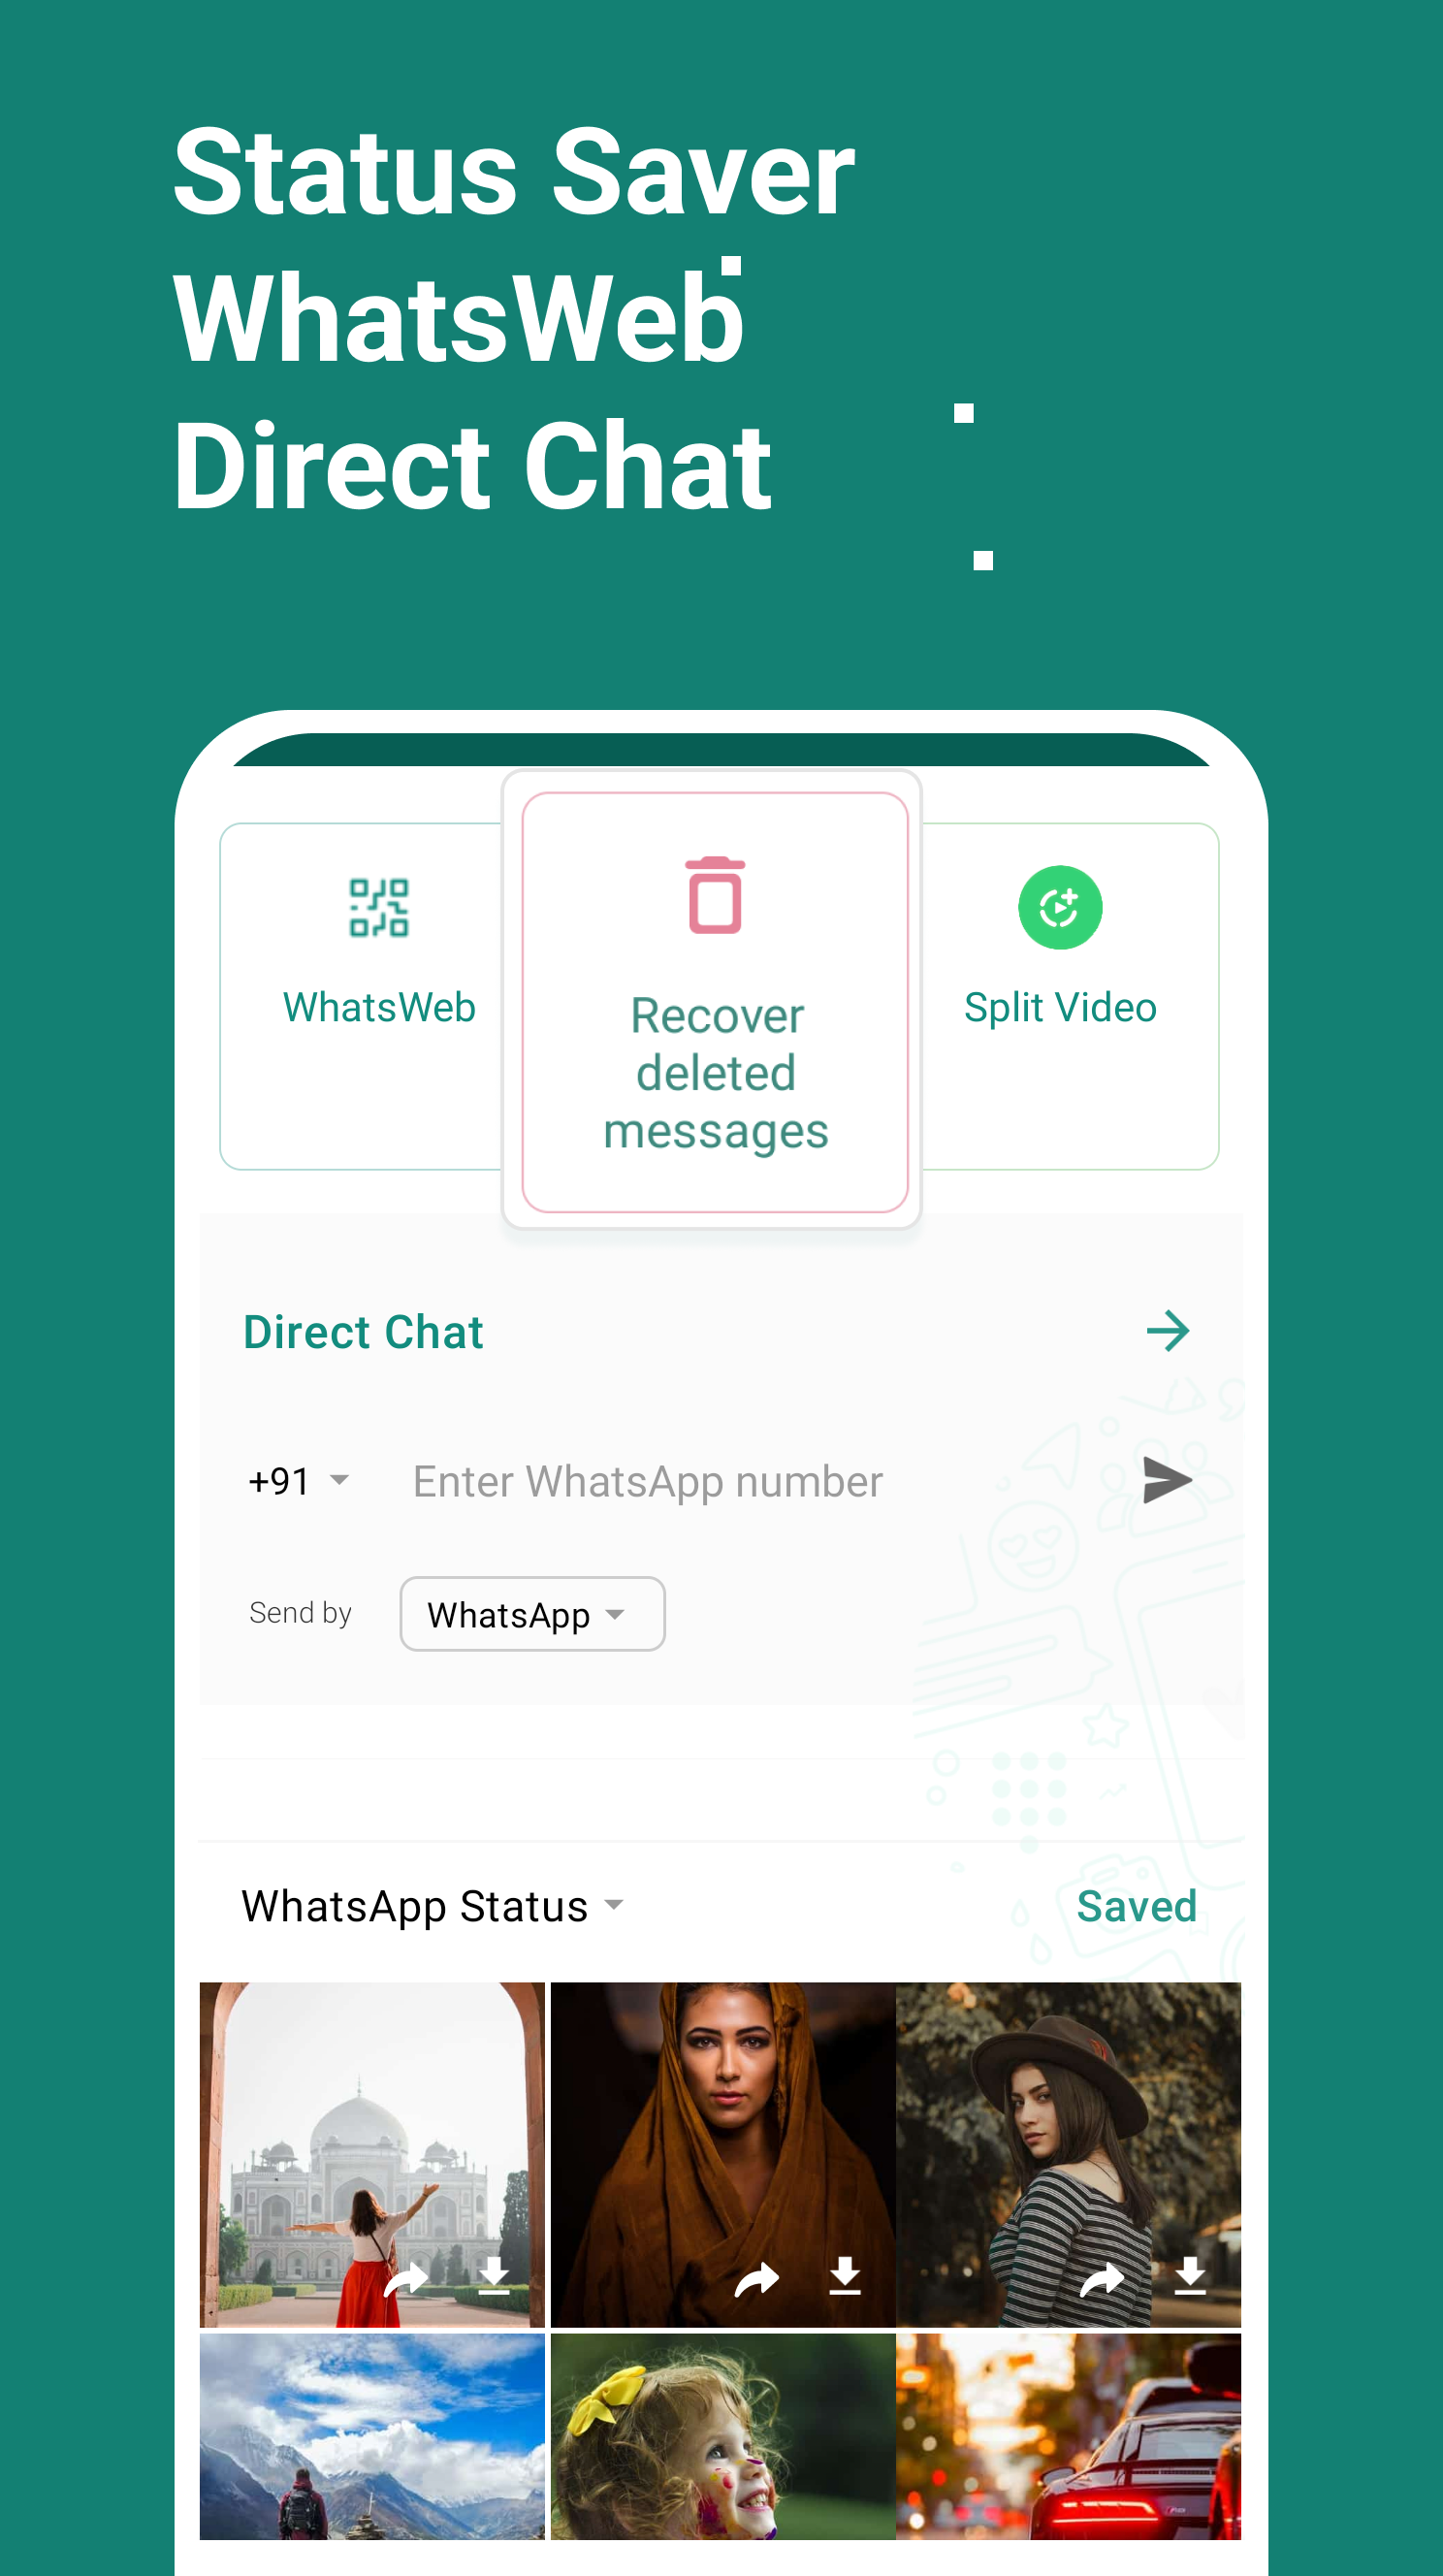 Status Saver
WhatsWeb
Direct Chat
WhatsWeb
Recover
deleted
messages
Split Video
Direct Chat
+91
Enter WhatsApp number
Send by
WhatsApp
WhatsApp Status
Saved